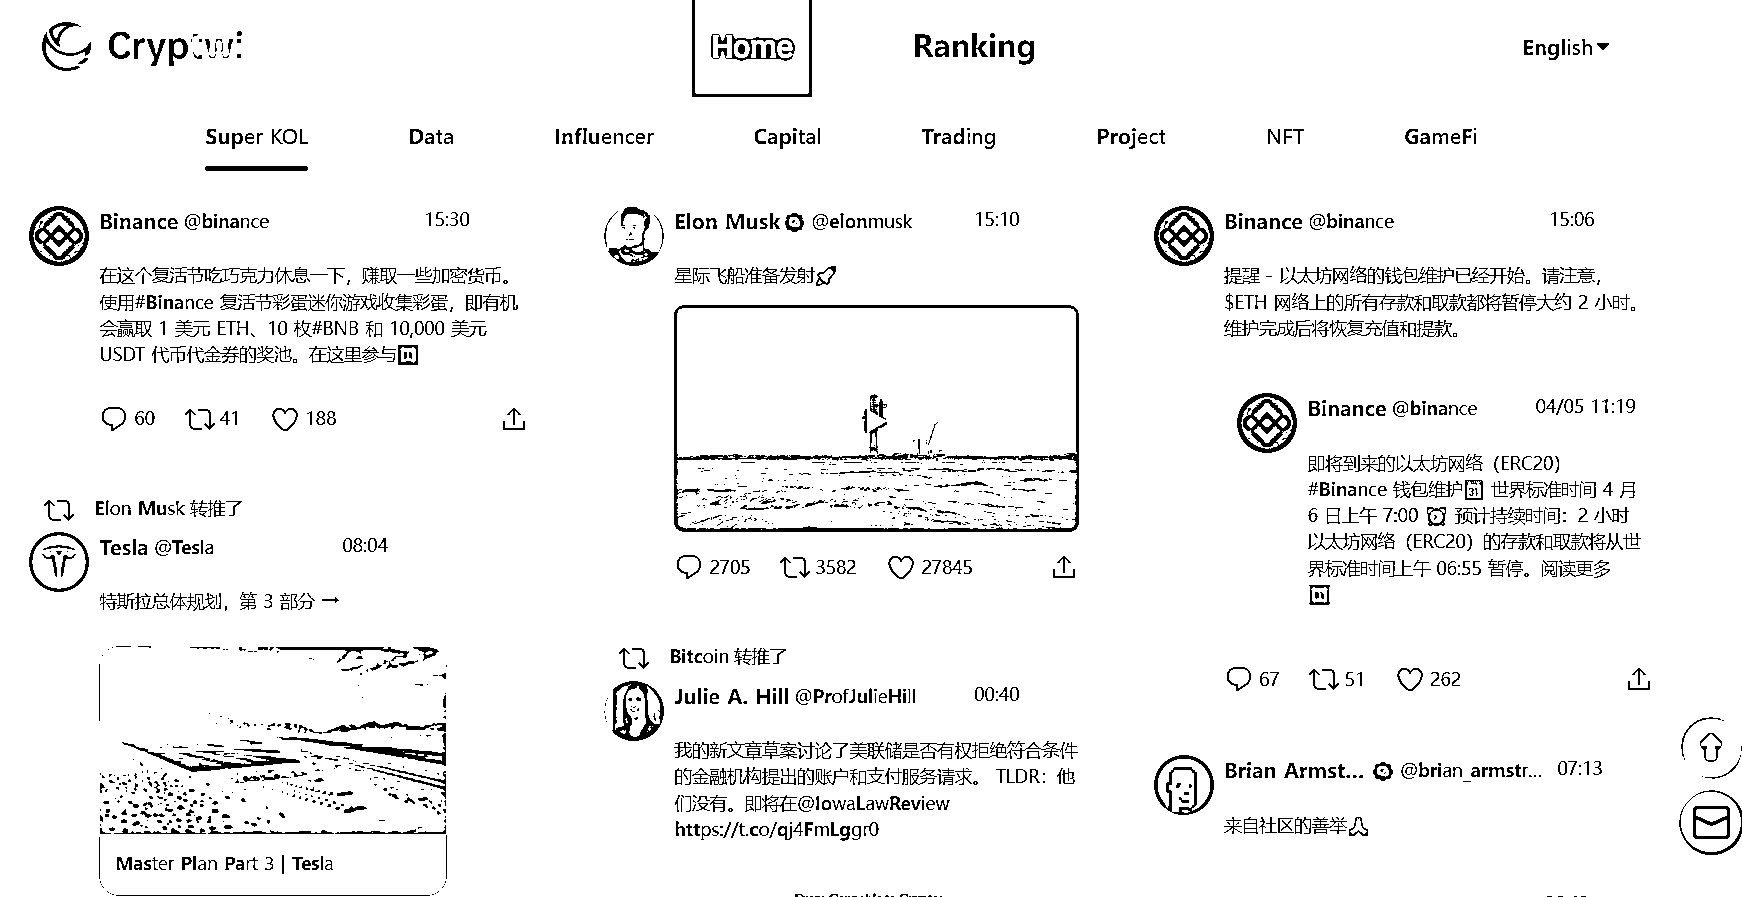 Cryptwi
Home
Ranking
English
Super KOL
Data
Influencer
Capital
Trading
Project
NFT
GameFi
Binance @binance 15:30
在这个复活节吃巧克力休息一下，赚取一些加密货币。
使用#Binance 复活节彩蛋迷你游戏收集彩蛋，即有机
会赢取 1 美元 ETH、10 枚#BNB 和 10,000 美元
USDT 代币代金券的奖池。在这里参与
60 41 188
Elon Musk 转推了
Tesla @Tesla 08:04
特斯拉总体规划，第 3 部分 →
Master Plan Part 3 | Tesla
Elon Musk @elonmusk 15:10
星际飞船准备发射
2705 3582 27845
Bitcoin 转推了
Julie A. Hill @ProfJulieHill 00:40
我的新文章草案讨论了美联储是否有权拒绝符合条件
的金融机构提出的账户和支付服务请求。 TLDR：他
们没有。即将在@IowaLawReview
https://t.co/qj4FmLggr0
Binance @binance 15:06
提醒 - 以太坊网络的钱包维护已经开始。请注意，
$ETH 网络上的所有存款和取款都将暂停大约 2 小时。
维护完成后将恢复充值和提款。
Binance @binance 04/05 11:19
即将到来的以太坊网络（ERC20）
#Binance 钱包维护31 世界标准时间 4 月
6 日上午 7:00 ⏰ 预计持续时间：2 小时
以太坊网络（ERC20）的存款和取款将从世
界标准时间上午 06:55 暂停。阅读更多
67 51 262
Brian Armst... @brian_armstr... 07:13
来自社区的善举